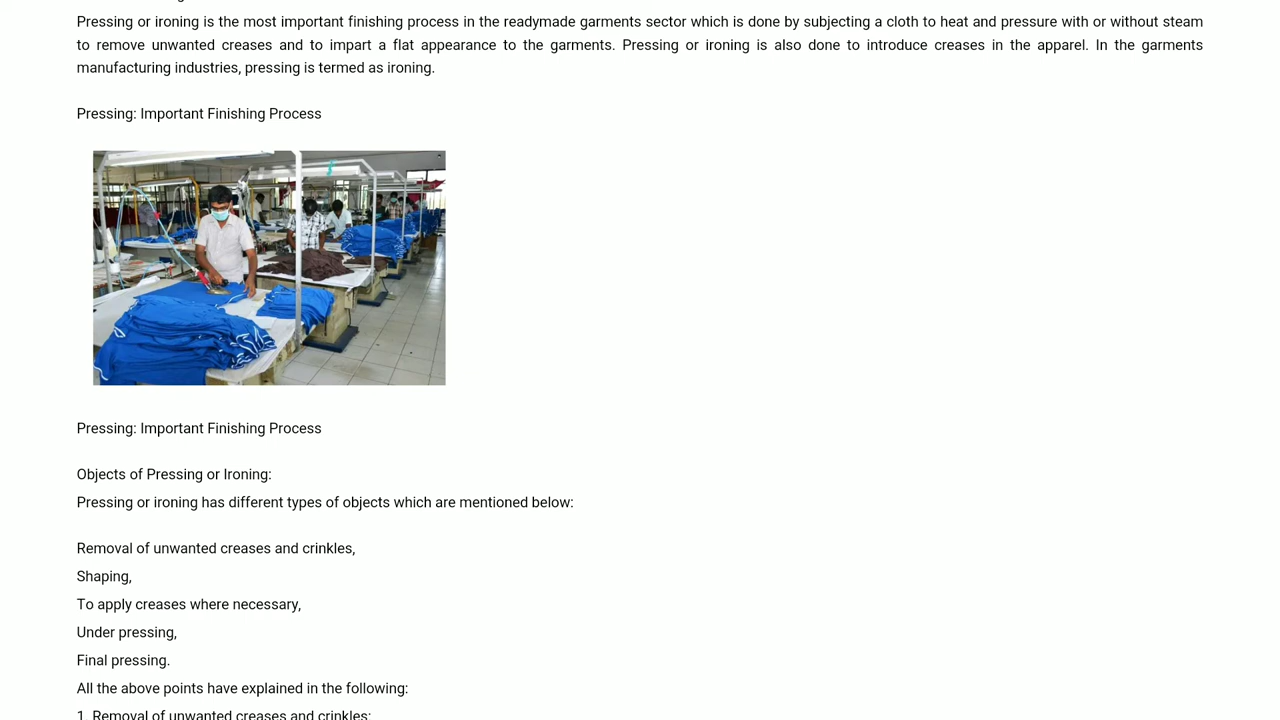 Pressing or ironing is the most important finishing process in the readymade garments sector which is done by subjecting a cloth to heat and pressure with or without steam
to remove unwanted creases and to impart a flat appearance to the garments. Pressing or ironing is also done to introduce creases in the apparel. In the garments
manufacturing industries, pressing is termed as ironing.
Pressing: Important Finishing Process
Pressing: Important Finishing Process
Objects of Pressing or Ironing:
Pressing or ironing has different types of objects which are mentioned below:
Removal of unwanted creases and crinkles,
Shaping,
To apply creases where necessary,
Under pressing,
Final pressing.
All the above points have explained in the following:
1. Removal of unwanted creases and crinkles: